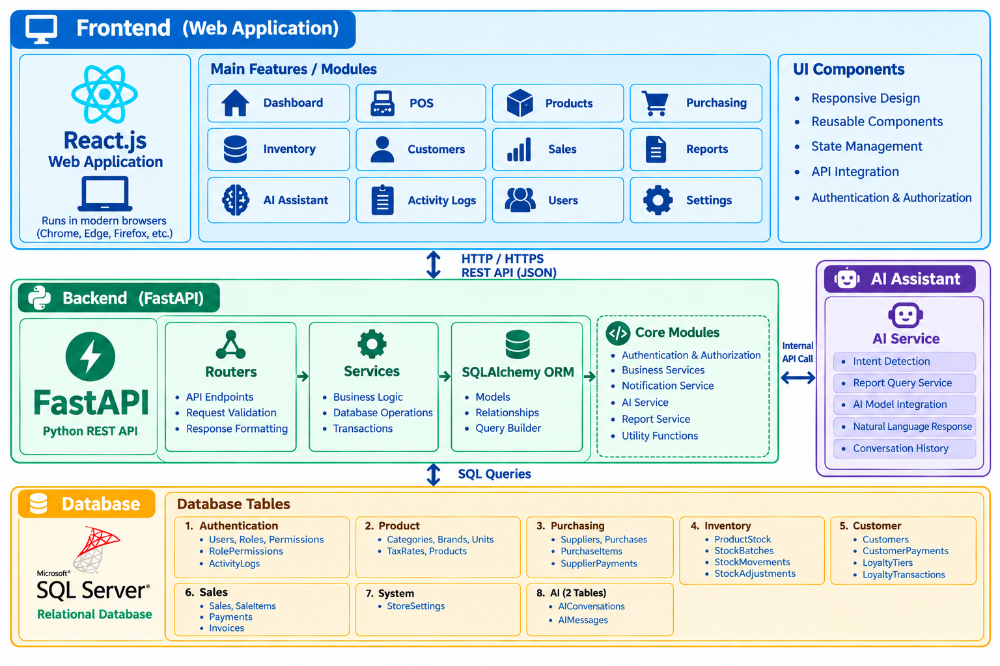 Frontend (Web Application)
React.js
Web Application
Runs in modern browsers
(Chrome, Edge, Firefox, etc.)
Main Features / Modules
Dashboard
POS
Products
Purchasing
Inventory
Customers
Sales
Reports
AI Assistant
Activity Logs
Users
Settings
UI Components
• Responsive Design
• Reusable Components
• State Management
• API Integration
• Authentication & Authorization
HTTP / HTTPS
REST API (JSON)
Backend (FastAPI)
FastAPI
Python REST API
Routers
• API Endpoints
• Request Validation
• Response Formatting
Services
• Business Logic
• Database Operations
• Transactions
SQLAlchemy ORM
• Models
• Relationships
• Query Builder
</> Core Modules
• Authentication & Authorization
• Business Services
• Notification Service
• AI Service
• Report Service
• Utility Functions
Internal
API Call
AI Assistant
AI Service
• Intent Detection
• Report Query Service
• AI Model Integration
• Natural Language Response
• Conversation History
SQL Queries
Database
Microsoft®
SQL Server®
Relational Database
Database Tables
1. Authentication
• Users, Roles, Permissions
• RolePermissions
• ActivityLogs
2. Product
• Categories, Brands, Units
• TaxRates, Products
3. Purchasing
• Suppliers, Purchases
• PurchaseItems
• SupplierPayments
4. Inventory
• ProductStock
• StockBatches
• StockMovements
• StockAdjustments
5. Customer
• Customers
• CustomerPayments
• LoyaltyTiers
• LoyaltyTransactions
6. Sales
• Sales, SaleItems
• Payments
• Invoices
7. System
• StoreSettings
8. AI (2 Tables)
• AIConversations
• AIMessages